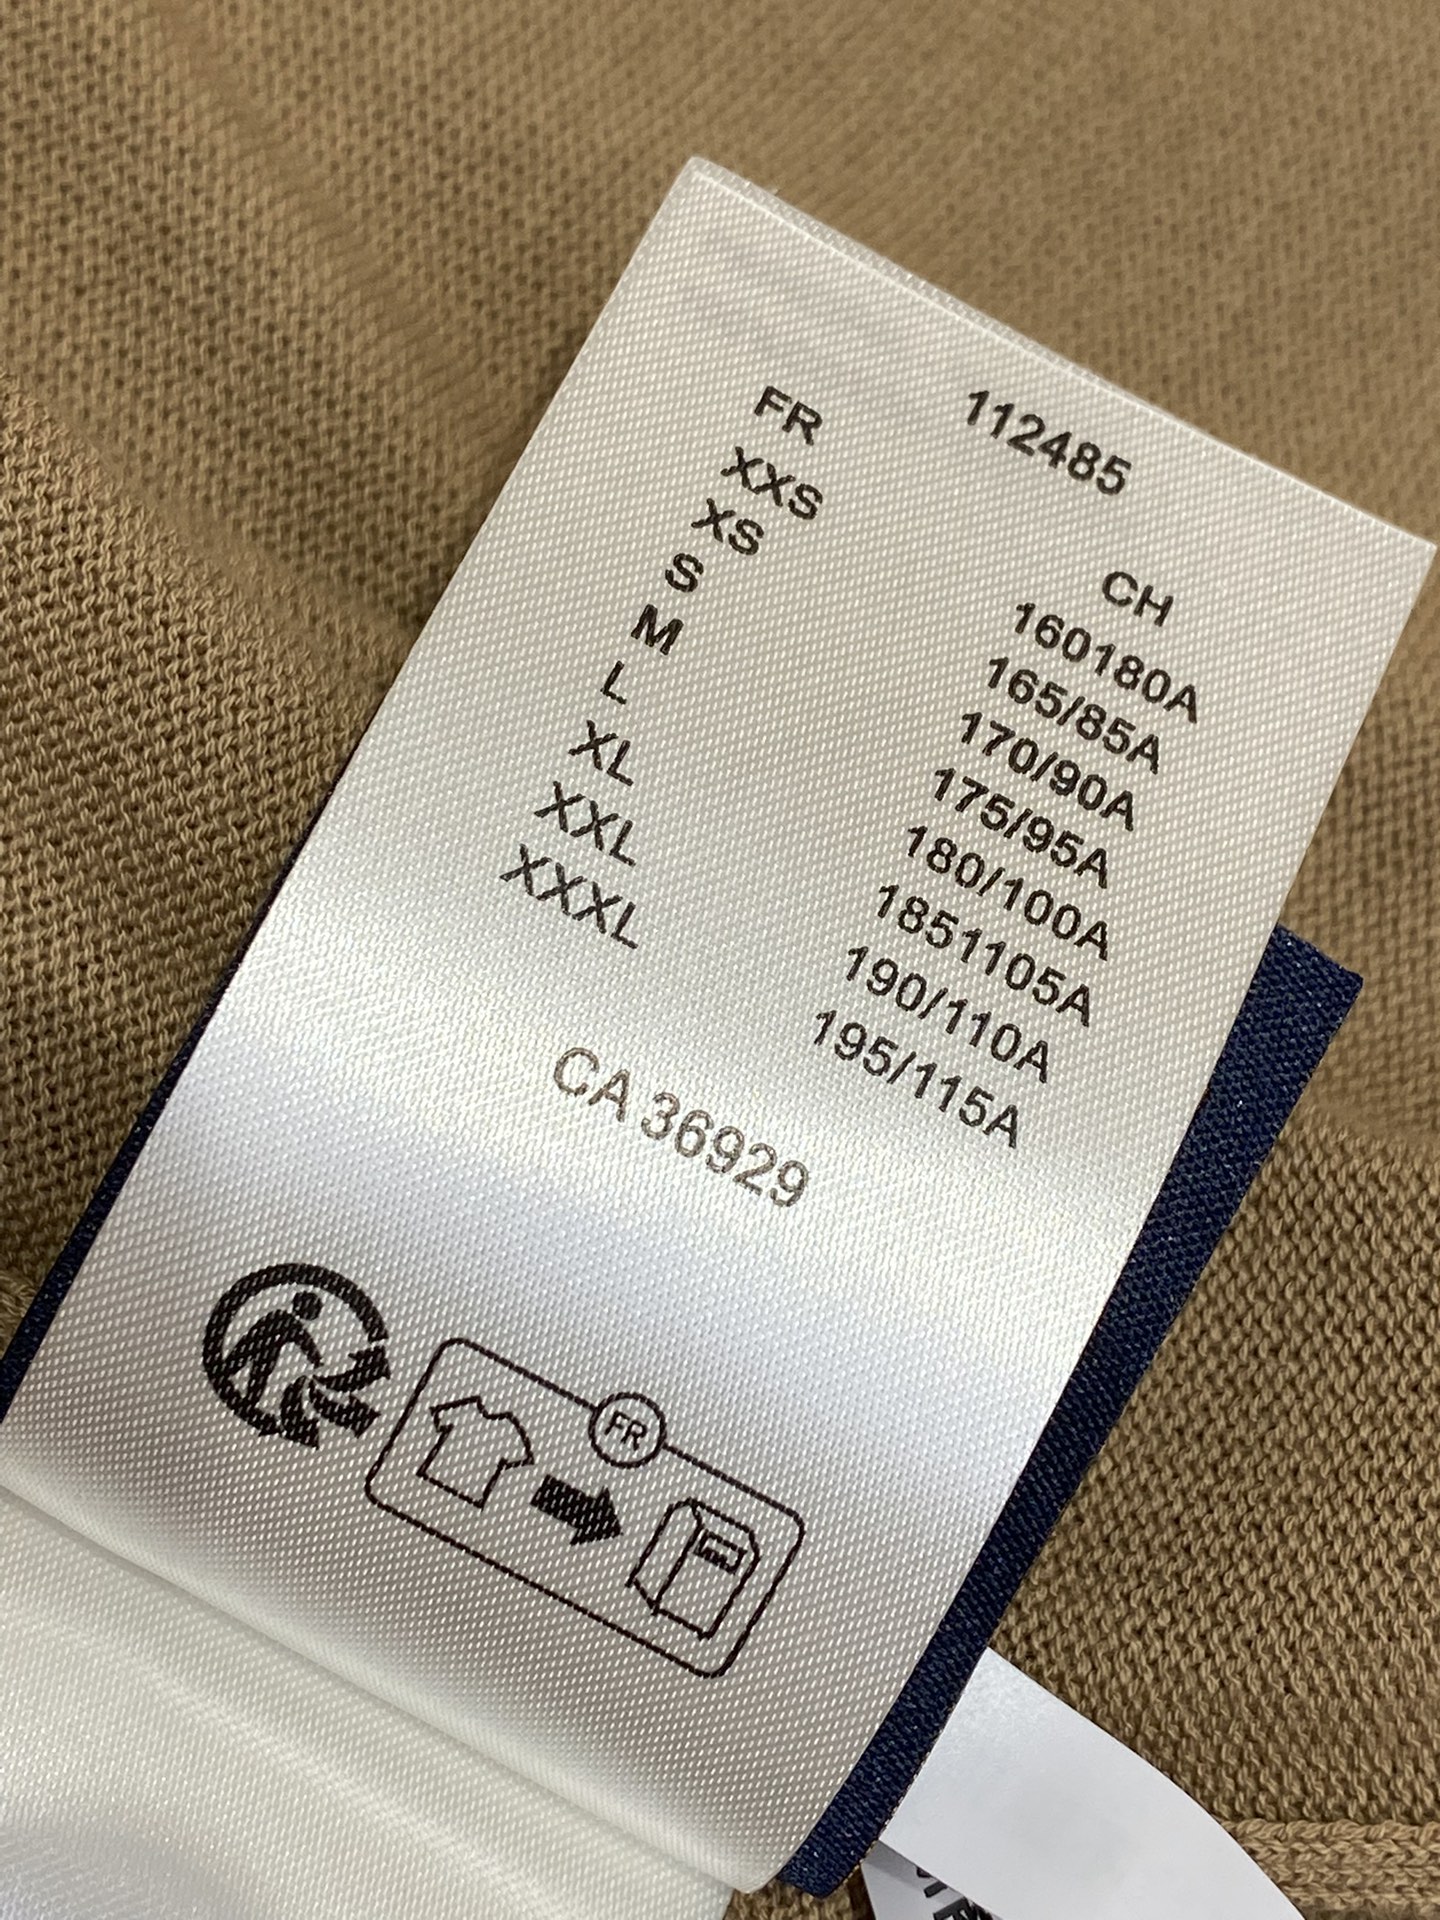 112485
FR CH
XXS 160180A
XS 165/85A
S 170/90A
M 175/95A
L 180/100A
XL 1851105A
XXL 190/110A
XXXL 195/115A
CA 36929
FR